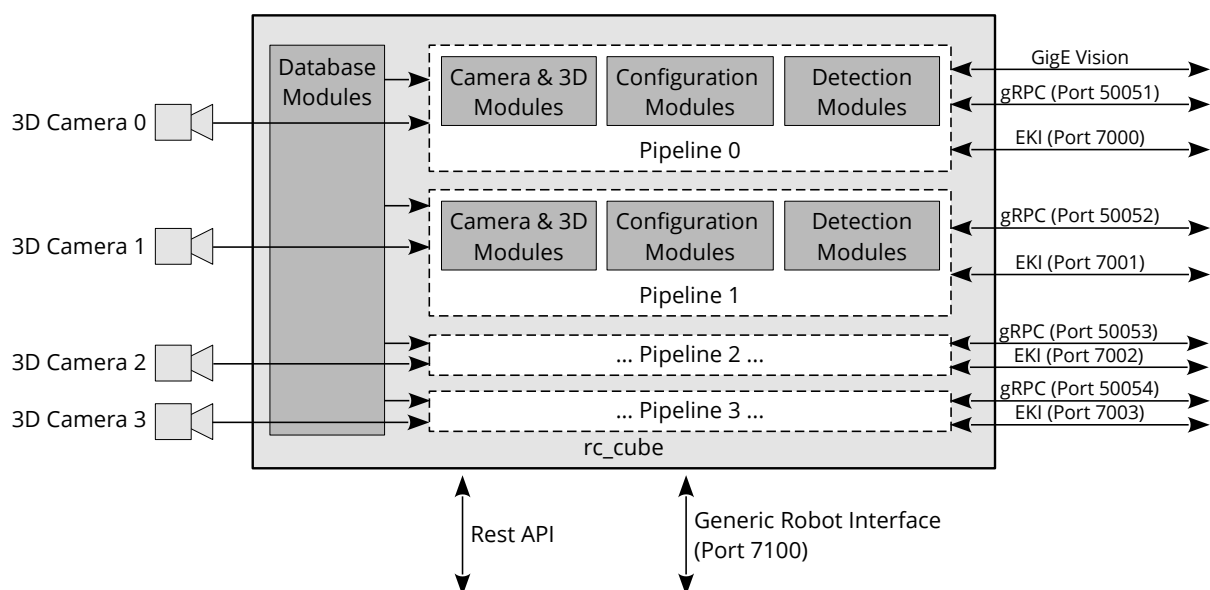 Database
Modules
Camera & 3D
Modules
Configuration
Modules
Detection
Modules
Pipeline 0
GigE Vision
gRPC (Port 50051)
EKI (Port 7000)
3D Camera 0
Camera & 3D
Modules
Configuration
Modules
Detection
Modules
Pipeline 1
gRPC (Port 50052)
EKI (Port 7001)
3D Camera 1
3D Camera 2
... Pipeline 2 ...
gRPC (Port 50053)
EKI (Port 7002)
3D Camera 3
... Pipeline 3 ...
gRPC (Port 50054)
EKI (Port 7003)
rc_cube
Rest API
Generic Robot Interface
(Port 7100)